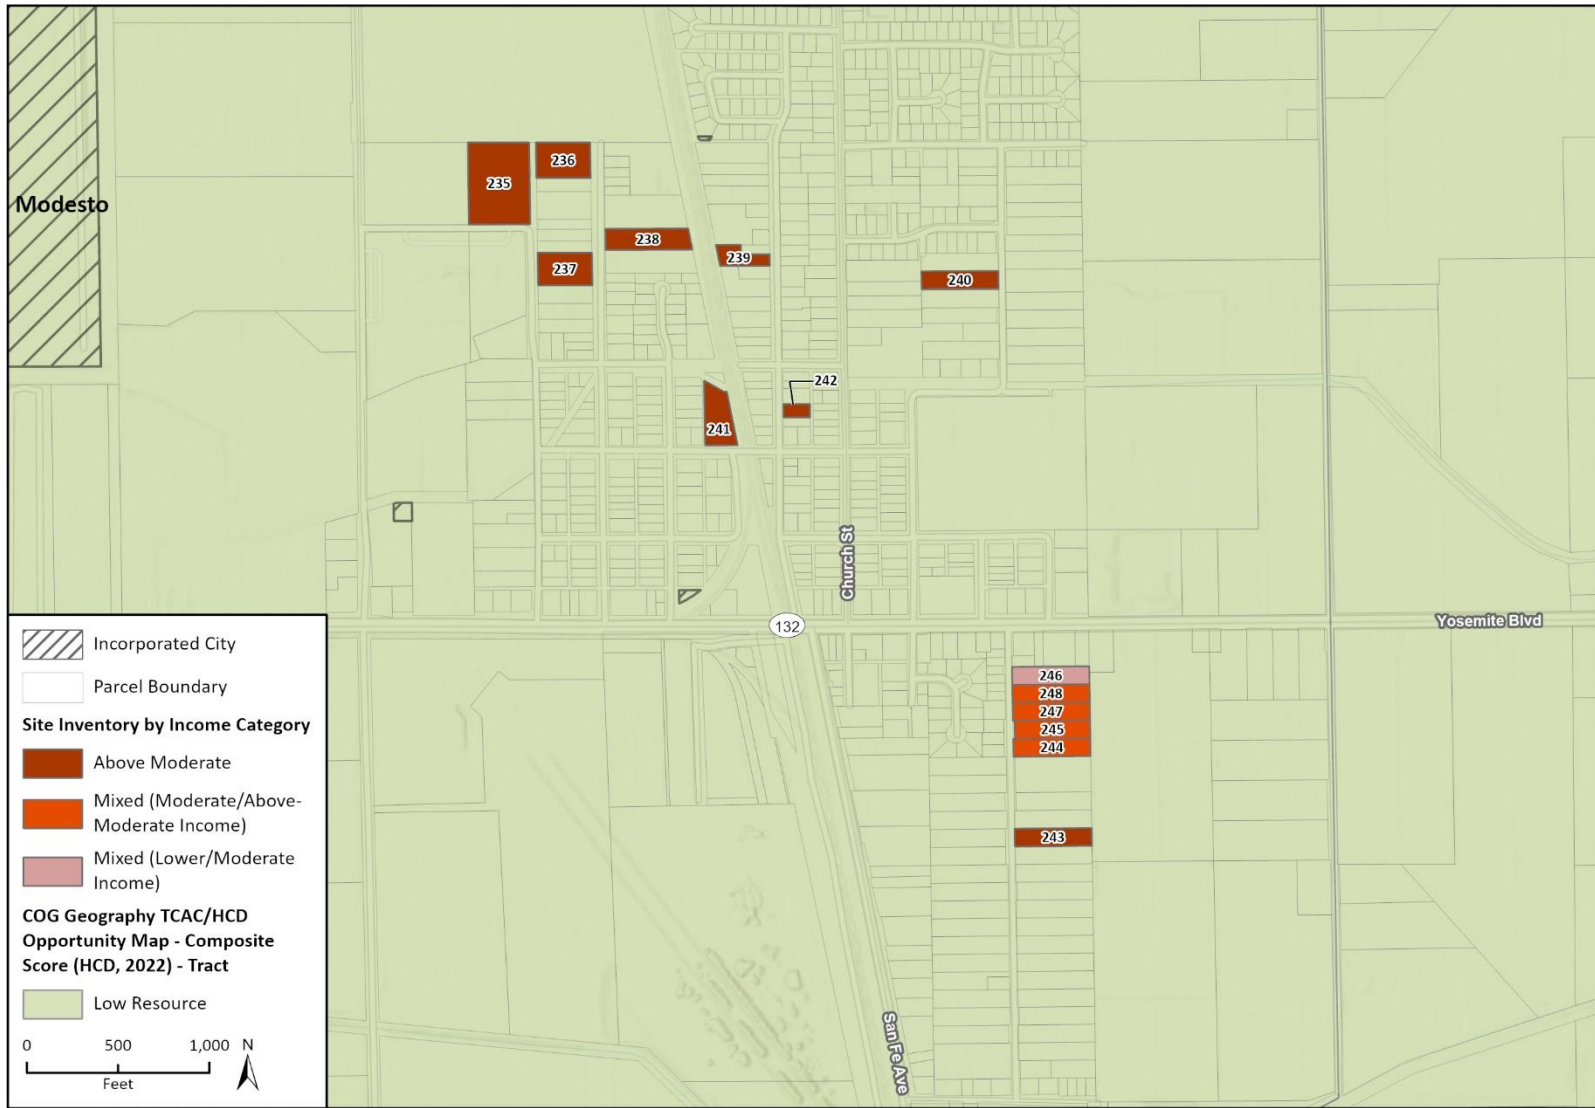 235
236
Modesto
238
239
237
240
242
241
Church St
132
Yosemite Blvd
246
248
247
245
244
243
San Fe Ave
Incorporated City
Parcel Boundary
Site Inventory by Income Category
Above Moderate
Mixed (Moderate/Above-
Moderate Income)
Mixed (Lower/Moderate
Income)
COG Geography TCAC/HCD
Opportunity Map - Composite
Score (HCD, 2022) - Tract
Low Resource
0 500 1,000 N
Feet